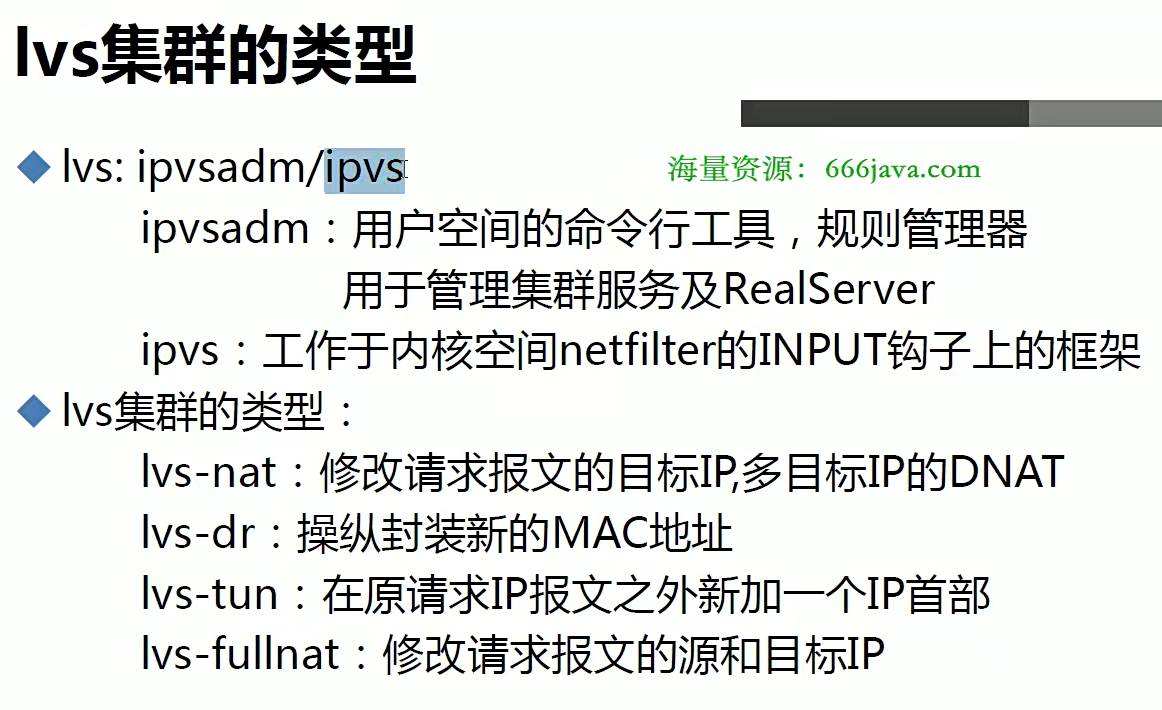 lvs集群的类型
lvs: ipvsadm/ipvs
海量资源：666java.com
ipvsadm：用户空间的命令行工具，规则管理器
用于管理集群服务及RealServer
ipvs：工作于内核空间netfilter的INPUT钩子上的框架
lvs集群的类型：
lvs-nat：修改请求报文的目标IP,多目标IP的DNAT
lvs-dr：操纵封装新的MAC地址
lvs-tun：在原请求IP报文之外新加一个IP首部
lvs-fullnat：修改请求报文的源和目标IP